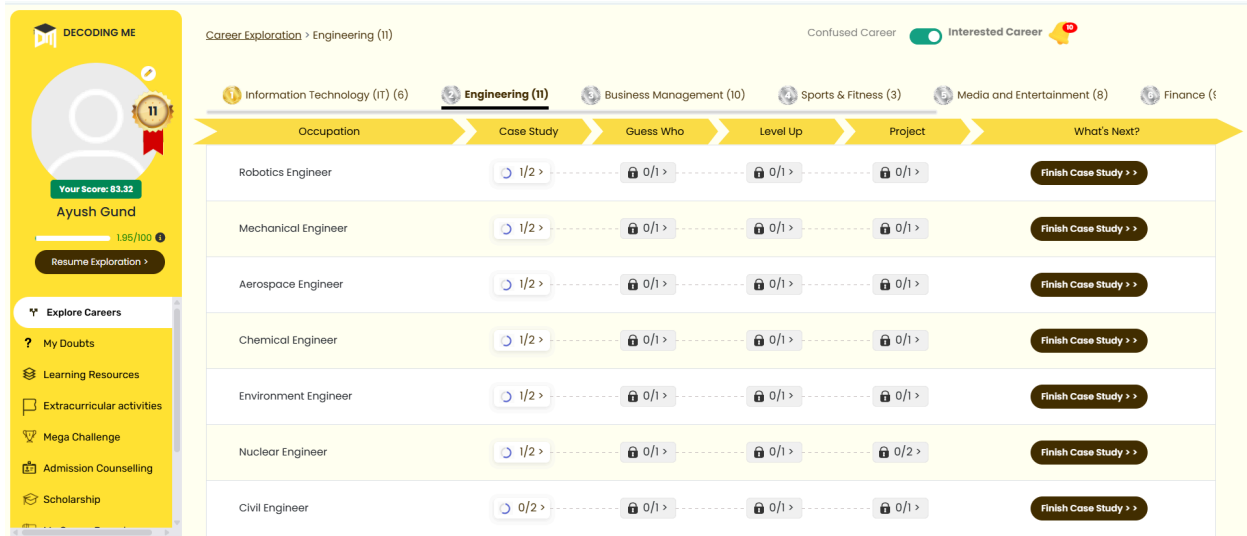 DECODING ME
11
Your Score: 83.32
Ayush Gund
1.95/100
Resume Exploration >
Explore Careers
? My Doubts
Learning Resources
Extracurricular activities
Mega Challenge
Admission Counselling
Scholarship
Career Exploration > Engineering (11)
Confused Career Interested Career 10
1 Information Technology (IT) (6) 2 Engineering (11) 3 Business Management (10) 4 Sports & Fitness (3) 5 Media and Entertainment (8) 6 Finance (9
Occupation Case Study Guess Who Level Up Project What's Next?
Robotics Engineer 1/2 > 0/1 > 0/1 > 0/1 > Finish Case Study > >
Mechanical Engineer 1/2 > 0/1 > 0/1 > 0/1 > Finish Case Study > >
Aerospace Engineer 1/2 > 0/1 > 0/1 > 0/1 > Finish Case Study > >
Chemical Engineer 1/2 > 0/1 > 0/1 > 0/1 > Finish Case Study > >
Environment Engineer 1/2 > 0/1 > 0/1 > 0/1 > Finish Case Study > >
Nuclear Engineer 1/2 > 0/1 > 0/1 > 0/2 > Finish Case Study > >
Civil Engineer 0/2 > 0/1 > 0/1 > 0/1 > Finish Case Study > >